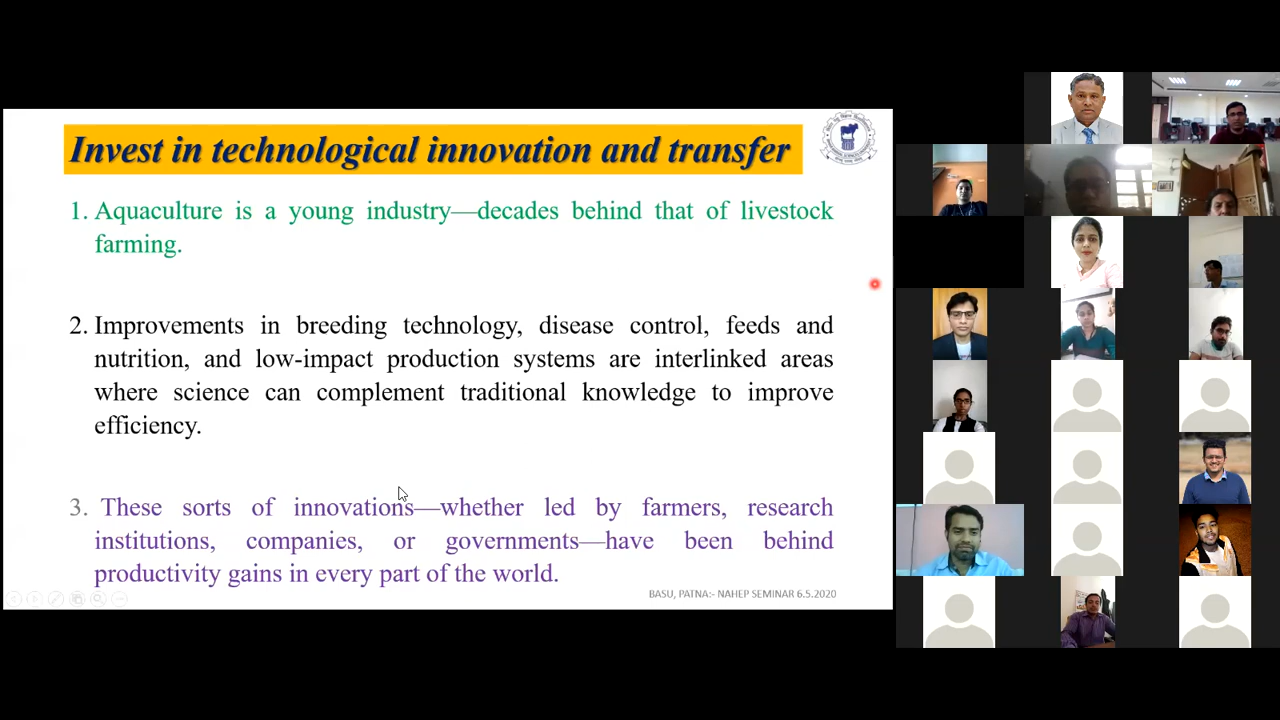 Invest in technological innovation and transfer
1. Aquaculture is a young industry—decades behind that of livestock
farming.
2. Improvements in breeding technology, disease control, feeds and
nutrition, and low-impact production systems are interlinked areas
where science can complement traditional knowledge to improve
efficiency.
3. These sorts of innovations—whether led by farmers, research
institutions, companies, or governments—have been behind
productivity gains in every part of the world.
BASU, PATNA:- NAHEP SEMINAR 6.5.2020